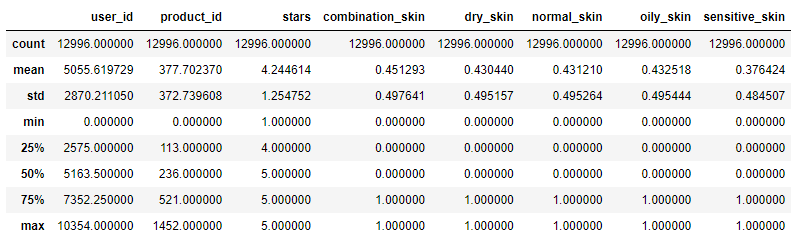 user_id product_id stars combination_skin dry_skin normal_skin oily_skin sensitive_skin
count 12996.000000 12996.000000 12996.000000 12996.000000 12996.000000 12996.000000 12996.000000 12996.000000
mean 5055.619729 377.702370 4.244614 0.451293 0.430440 0.431210 0.432518 0.376424
std 2870.211050 372.739608 1.254752 0.497641 0.495157 0.495264 0.495444 0.484507
min 0.000000 0.000000 1.000000 0.000000 0.000000 0.000000 0.000000 0.000000
25% 2575.000000 113.000000 4.000000 0.000000 0.000000 0.000000 0.000000 0.000000
50% 5163.500000 236.000000 5.000000 0.000000 0.000000 0.000000 0.000000 0.000000
75% 7352.250000 521.000000 5.000000 1.000000 1.000000 1.000000 1.000000 1.000000
max 10354.000000 1452.000000 5.000000 1.000000 1.000000 1.000000 1.000000 1.000000